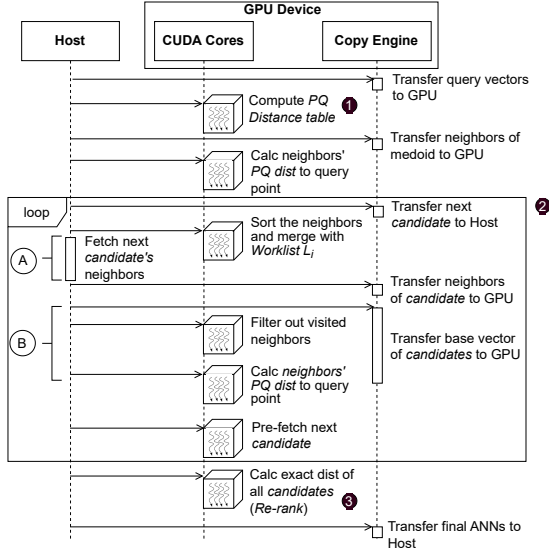 GPU Device
Host
CUDA Cores
Copy Engine
Transfer query vectors
to GPU
Compute PQ
Distance table
1
Transfer neighbors of
medoid to GPU
Calc neighbors'
PQ dist to query
point
loop
Transfer next
candidate to Host
2
Sort the neighbors
and merge with
Worklist Li
A
Fetch next
candidate's
neighbors
Transfer neighbors
of candidate to GPU
B
Filter out visited
neighbors
Transfer base vector
of candidates to GPU
Calc neighbors'
PQ dist to query
point
Pre-fetch next
candidate
Calc exact dist of
all candidates
(Re-rank)
3
Transfer final ANNs to
Host